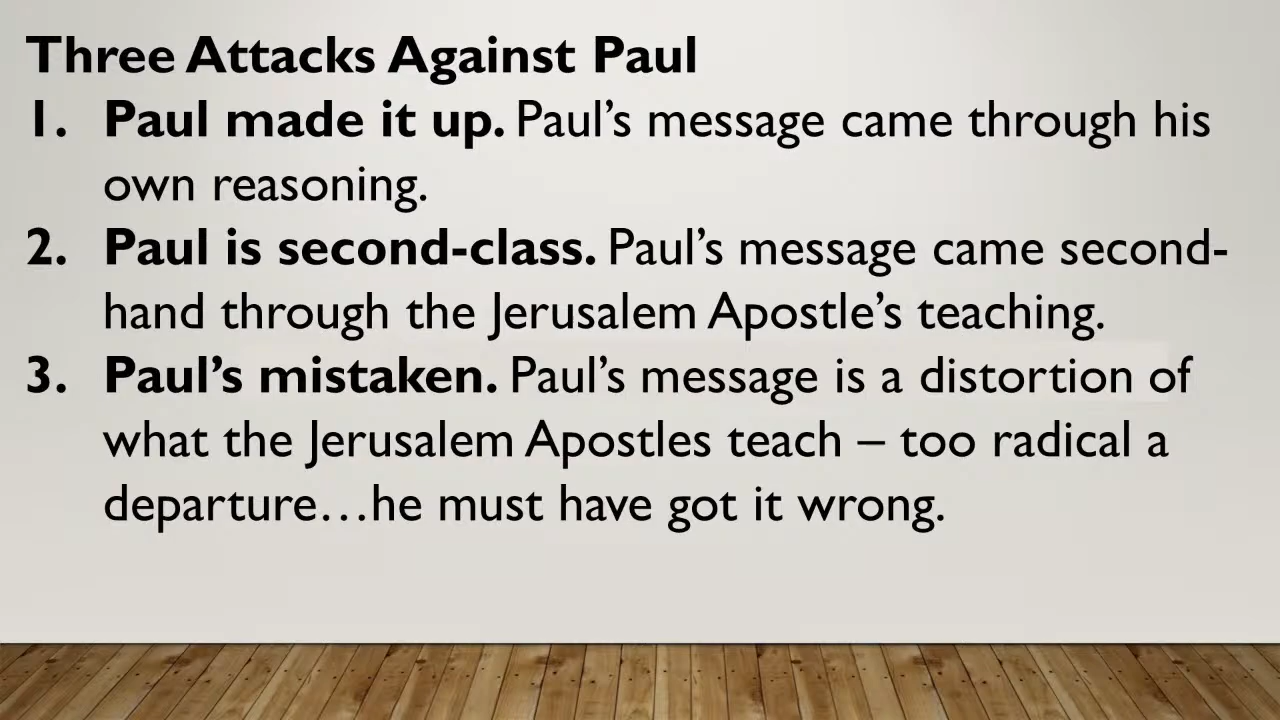 Three Attacks Against Paul
1. Paul made it up. Paul’s message came through his
own reasoning.
2. Paul is second-class. Paul’s message came second-
hand through the Jerusalem Apostle’s teaching.
3. Paul’s mistaken. Paul’s message is a distortion of
what the Jerusalem Apostles teach – too radical a
departure…he must have got it wrong.